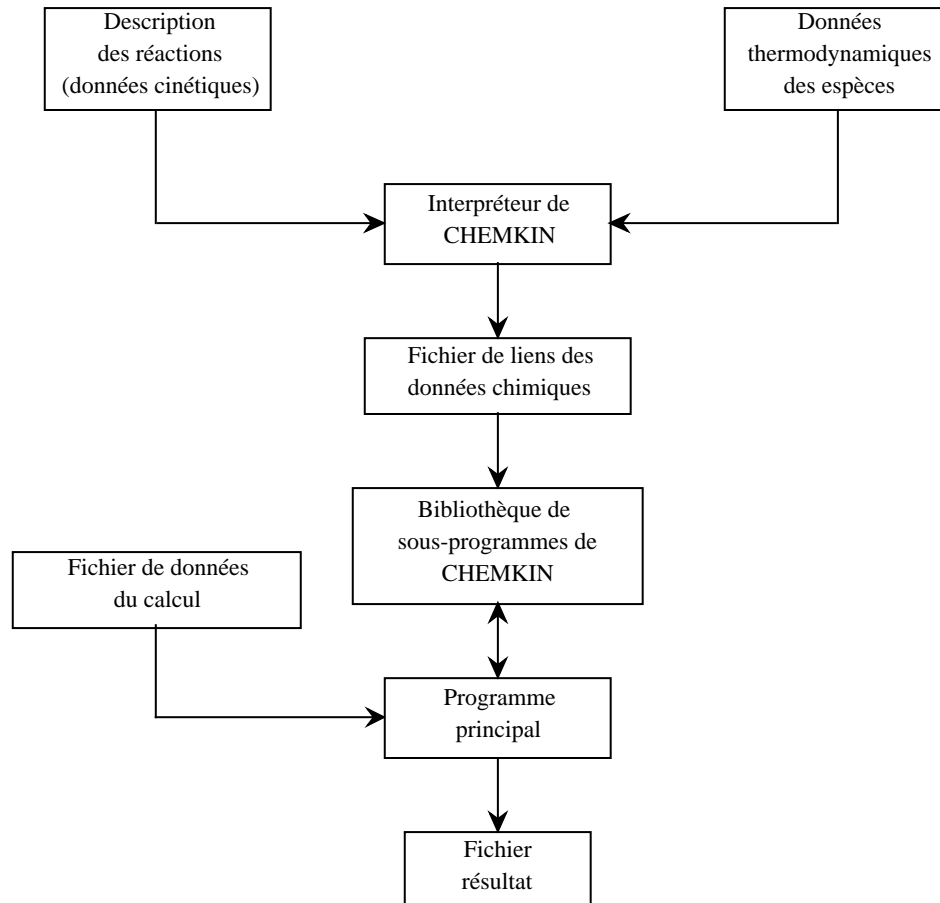 Description
des réactions
(données cinétiques)
Données
thermodynamiques
des espèces
Interpréteur de
CHEMKIN
Fichier de liens des
données chimiques
Bibliothèque de
sous-programmes de
CHEMKIN
Fichier de données
du calcul
Programme
principal
Fichier
résultat